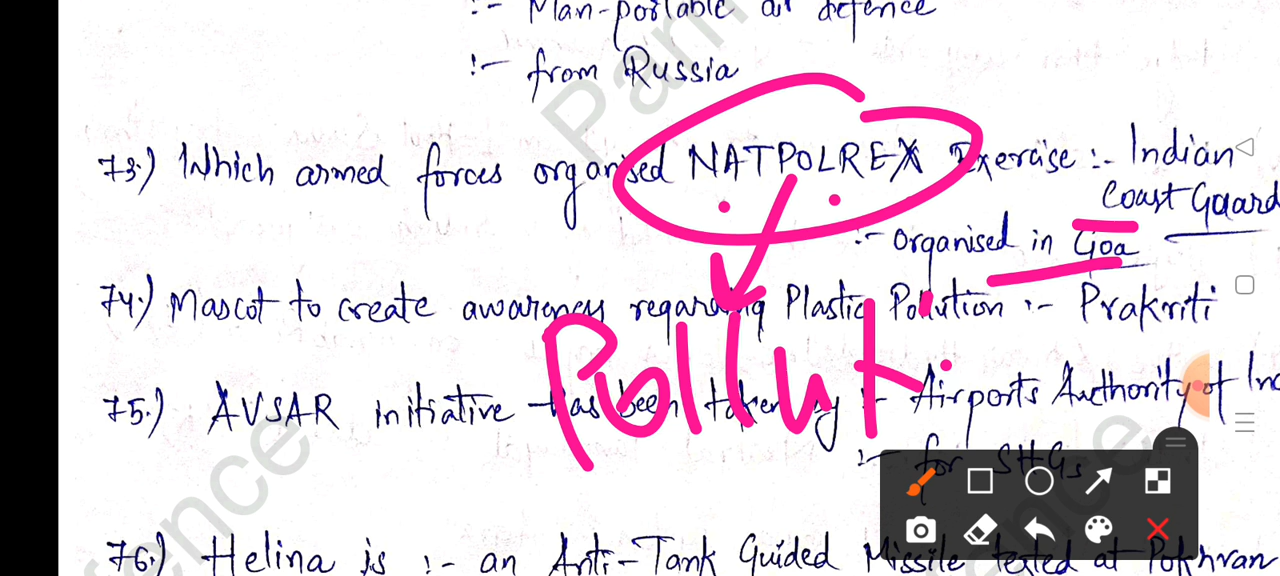 :- Man-portable air defence
:- from Russia
73.) Which armed forces organised NATPOLREX Exercise :- Indian
Coast Guard
:- Organised in Goa
74.) Mascot to create awareness regarding Plastic Pollution :- Prakriti
Pollut
75.) AVSAR initiative has been taken by :- Airports Authority of Ind
:- for SHGs
76.) Helina is :- an Anti-Tank Guided Missile tested at Pokhran
ence